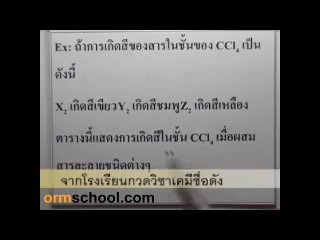 Ex: ถ้าการเกิดสีของสารในชั้นของ CCl₄ เป็น
ดังนี้
X₂ เกิดสีเขียวY₂ เกิดสีชมพูZ₂ เกิดสีเหลือง
ตารางนี้แสดงการเกิดสีในชั้น CCl₄ เมื่อผสม
สารละลายชนิดต่างๆ
จากโรงเรียนกวดวิชาเคมีชื่อดัง
ormschool.com